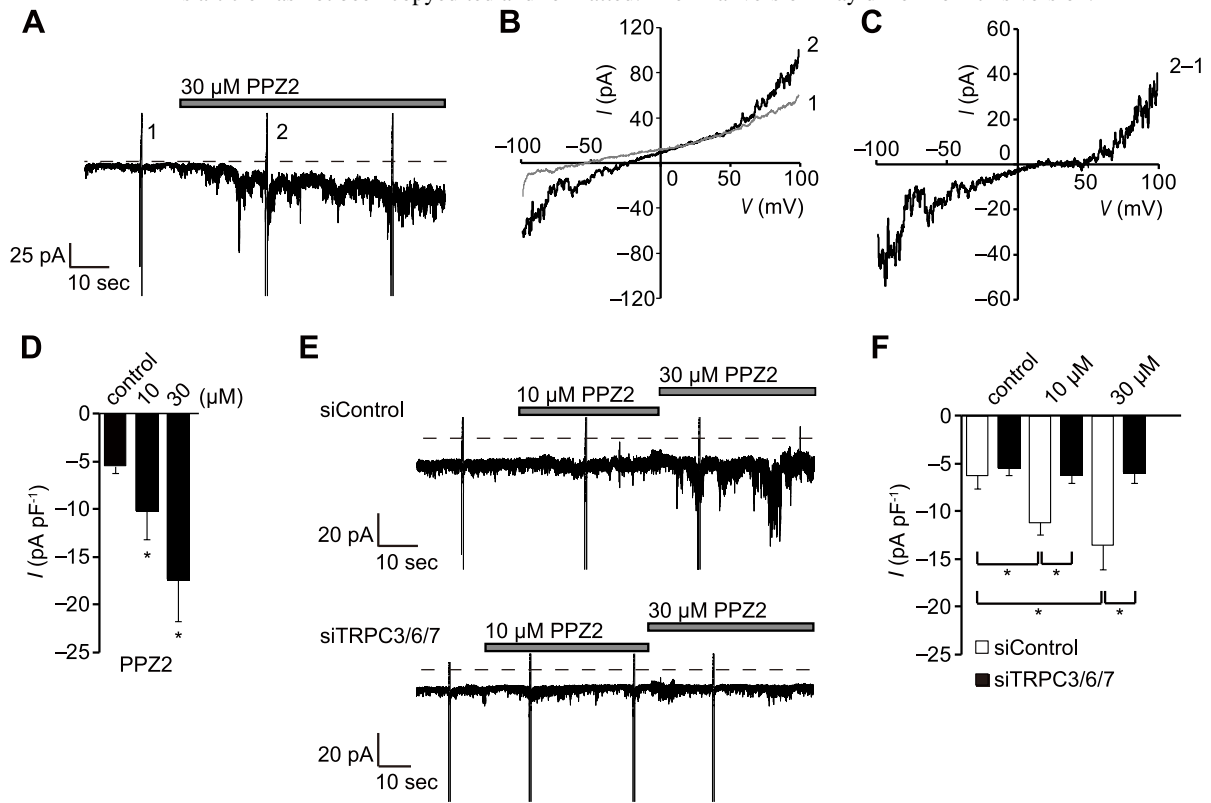 A
30 µM PPZ2
1
2
25 pA
10 sec
B
I (pA)
120
80
40
–40
–80
–120
–100
–50
0
50
100
V (mV)
2
1
C
I (pA)
60
40
20
0
–20
–40
–60
–100
–50
50
100
V (mV)
2–1
D
control
10
30
(µM)
0
–5
–10
–15
–20
–25
I (pA pF-1)
*
*
PPZ2
E
siControl
10 µM PPZ2
30 µM PPZ2
20 pA
10 sec
siTRPC3/6/7
10 µM PPZ2
30 µM PPZ2
20 pA
10 sec
F
control
10 µM
30 µM
0
–5
–10
–15
–20
–25
I (pA pF-1)
*
*
*
*
siControl
siTRPC3/6/7